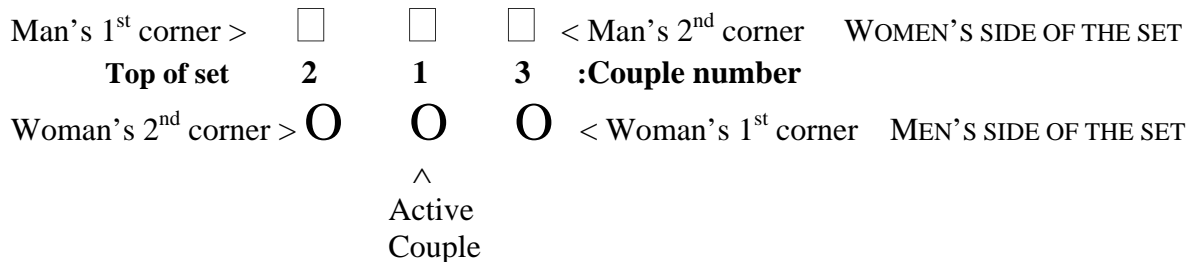 Man’s 1st corner > □ □ □ < Man’s 2nd corner WOMEN’S SIDE OF THE SET
Top of set 2 1 3 :Couple number
Woman’s 2nd corner > O O O < Woman’s 1st corner MEN’S SIDE OF THE SET
^
Active
Couple